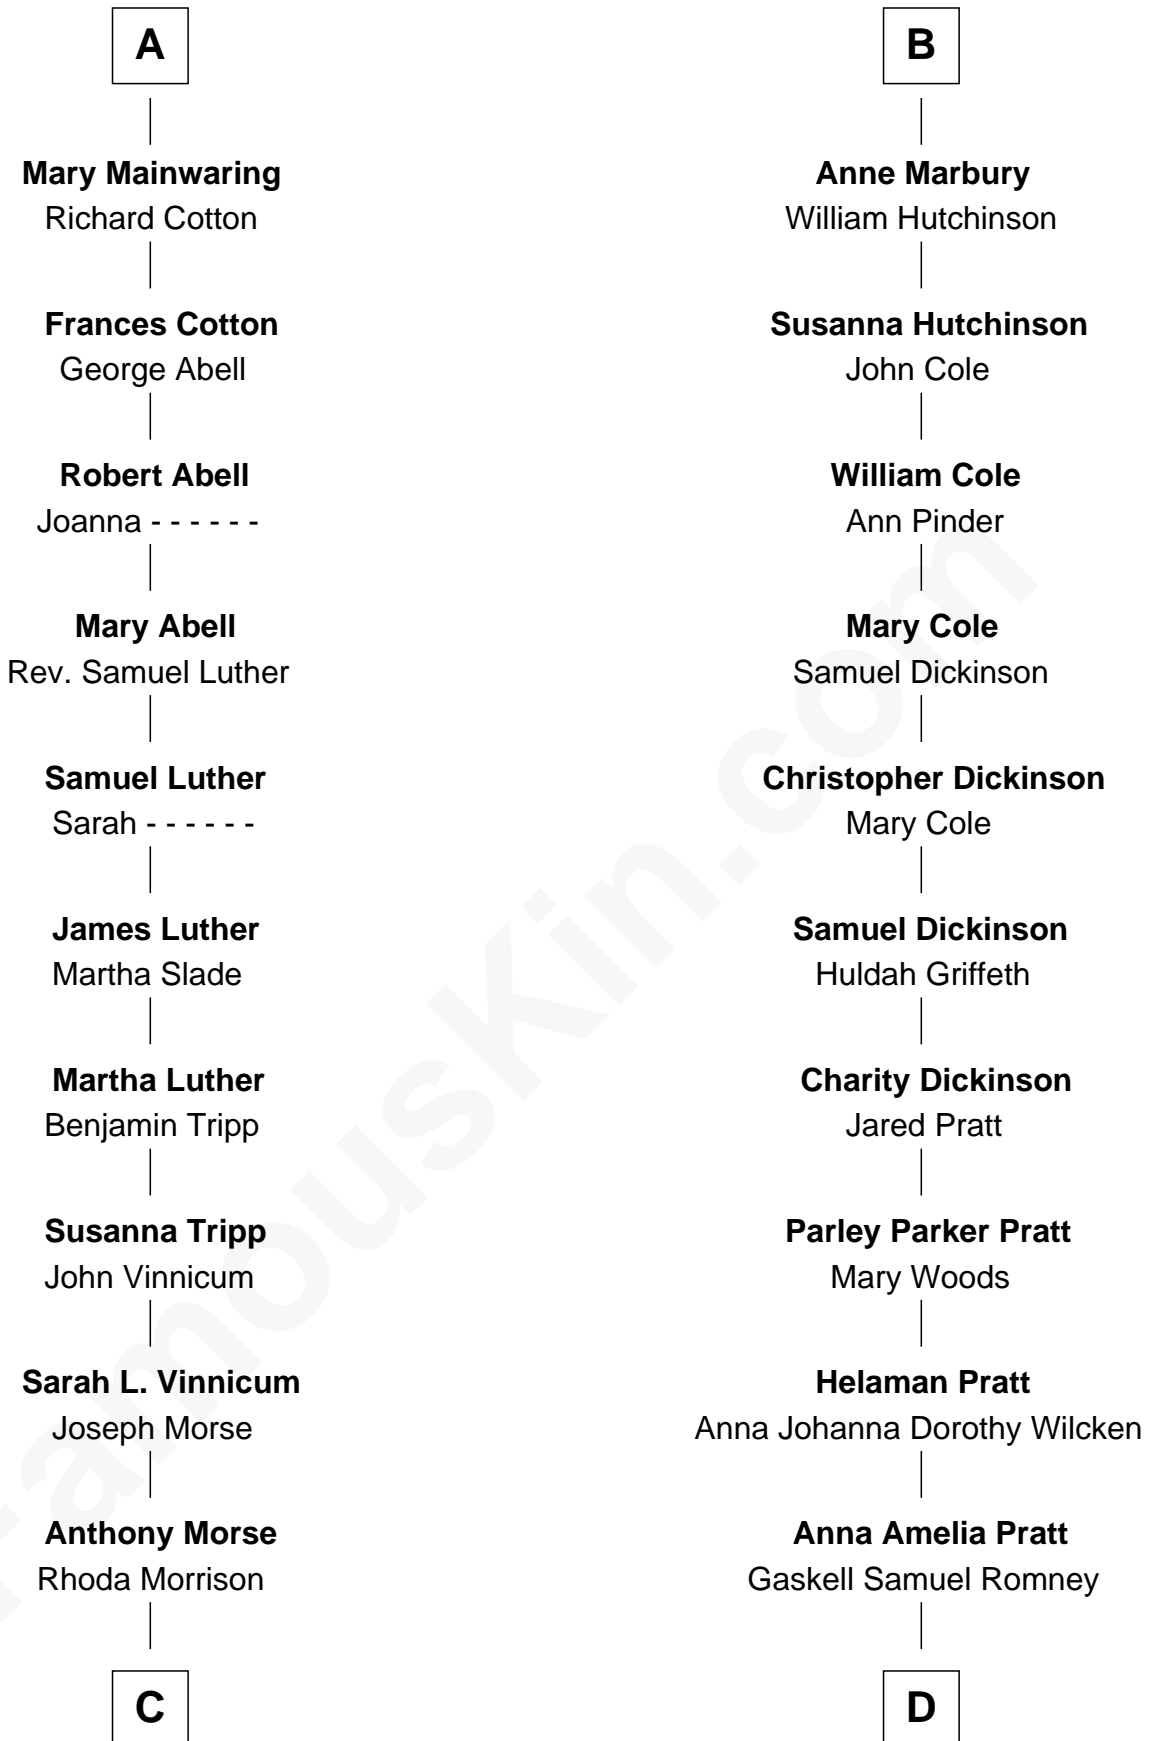 A
Mary Mainwaring
Richard Cotton
Frances Cotton
George Abell
Robert Abell
Joanna - - - - - -
Mary Abell
Rev. Samuel Luther
Samuel Luther
Sarah - - - - - -
James Luther
Martha Slade
Martha Luther
Benjamin Tripp
Susanna Tripp
John Vinnicum
Sarah L. Vinnicum
Joseph Morse
Anthony Morse
Rhoda Morrison
C
B
Anne Marbury
William Hutchinson
Susanna Hutchinson
John Cole
William Cole
Ann Pinder
Mary Cole
Samuel Dickinson
Christopher Dickinson
Mary Cole
Samuel Dickinson
Huldah Griffeth
Charity Dickinson
Jared Pratt
Parley Parker Pratt
Mary Woods
Helaman Pratt
Anna Johanna Dorothy Wilcken
Anna Amelia Pratt
Gaskell Samuel Romney
D
FamousKin.com